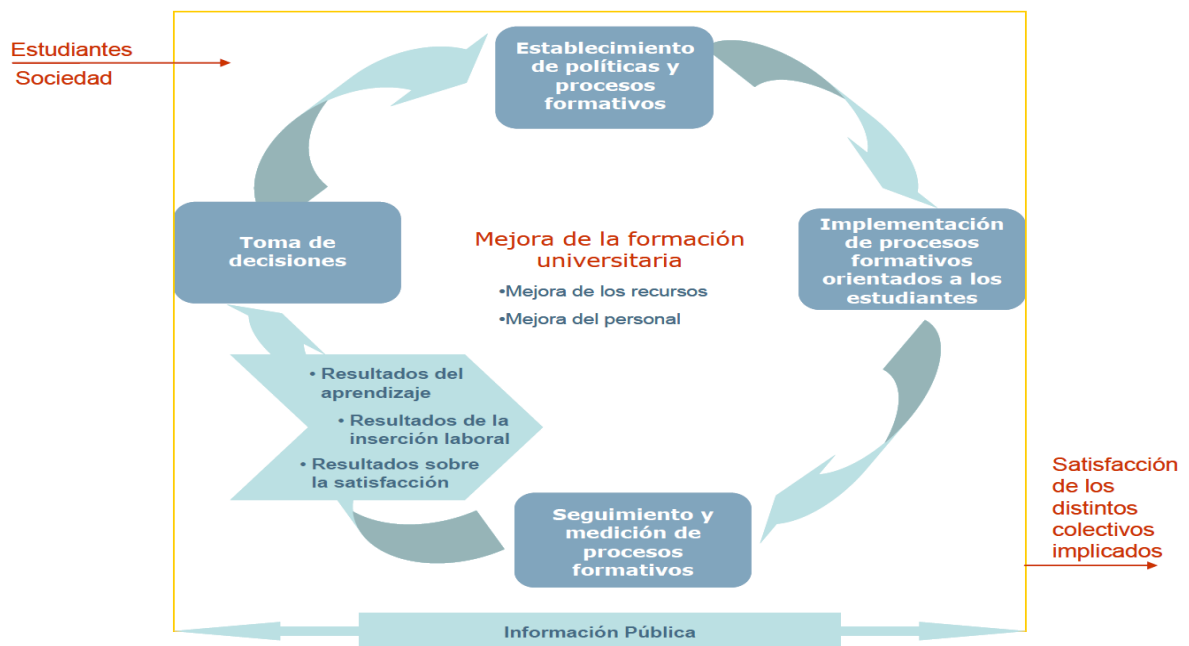 Estudiantes
Sociedad
Establecimiento
de políticas y
procesos
formativos
Toma de
decisiones
Mejora de la formación
universitaria
•Mejora de los recursos
•Mejora del personal
Implementación
de procesos
formativos
orientados a los
estudiantes
• Resultados del
aprendizaje
• Resultados de la
inserción laboral
• Resultados sobre
la satisfacción
Seguimiento y
medición de
procesos
formativos
Satisfacción
de los
distintos
colectivos
implicados
Información Pública